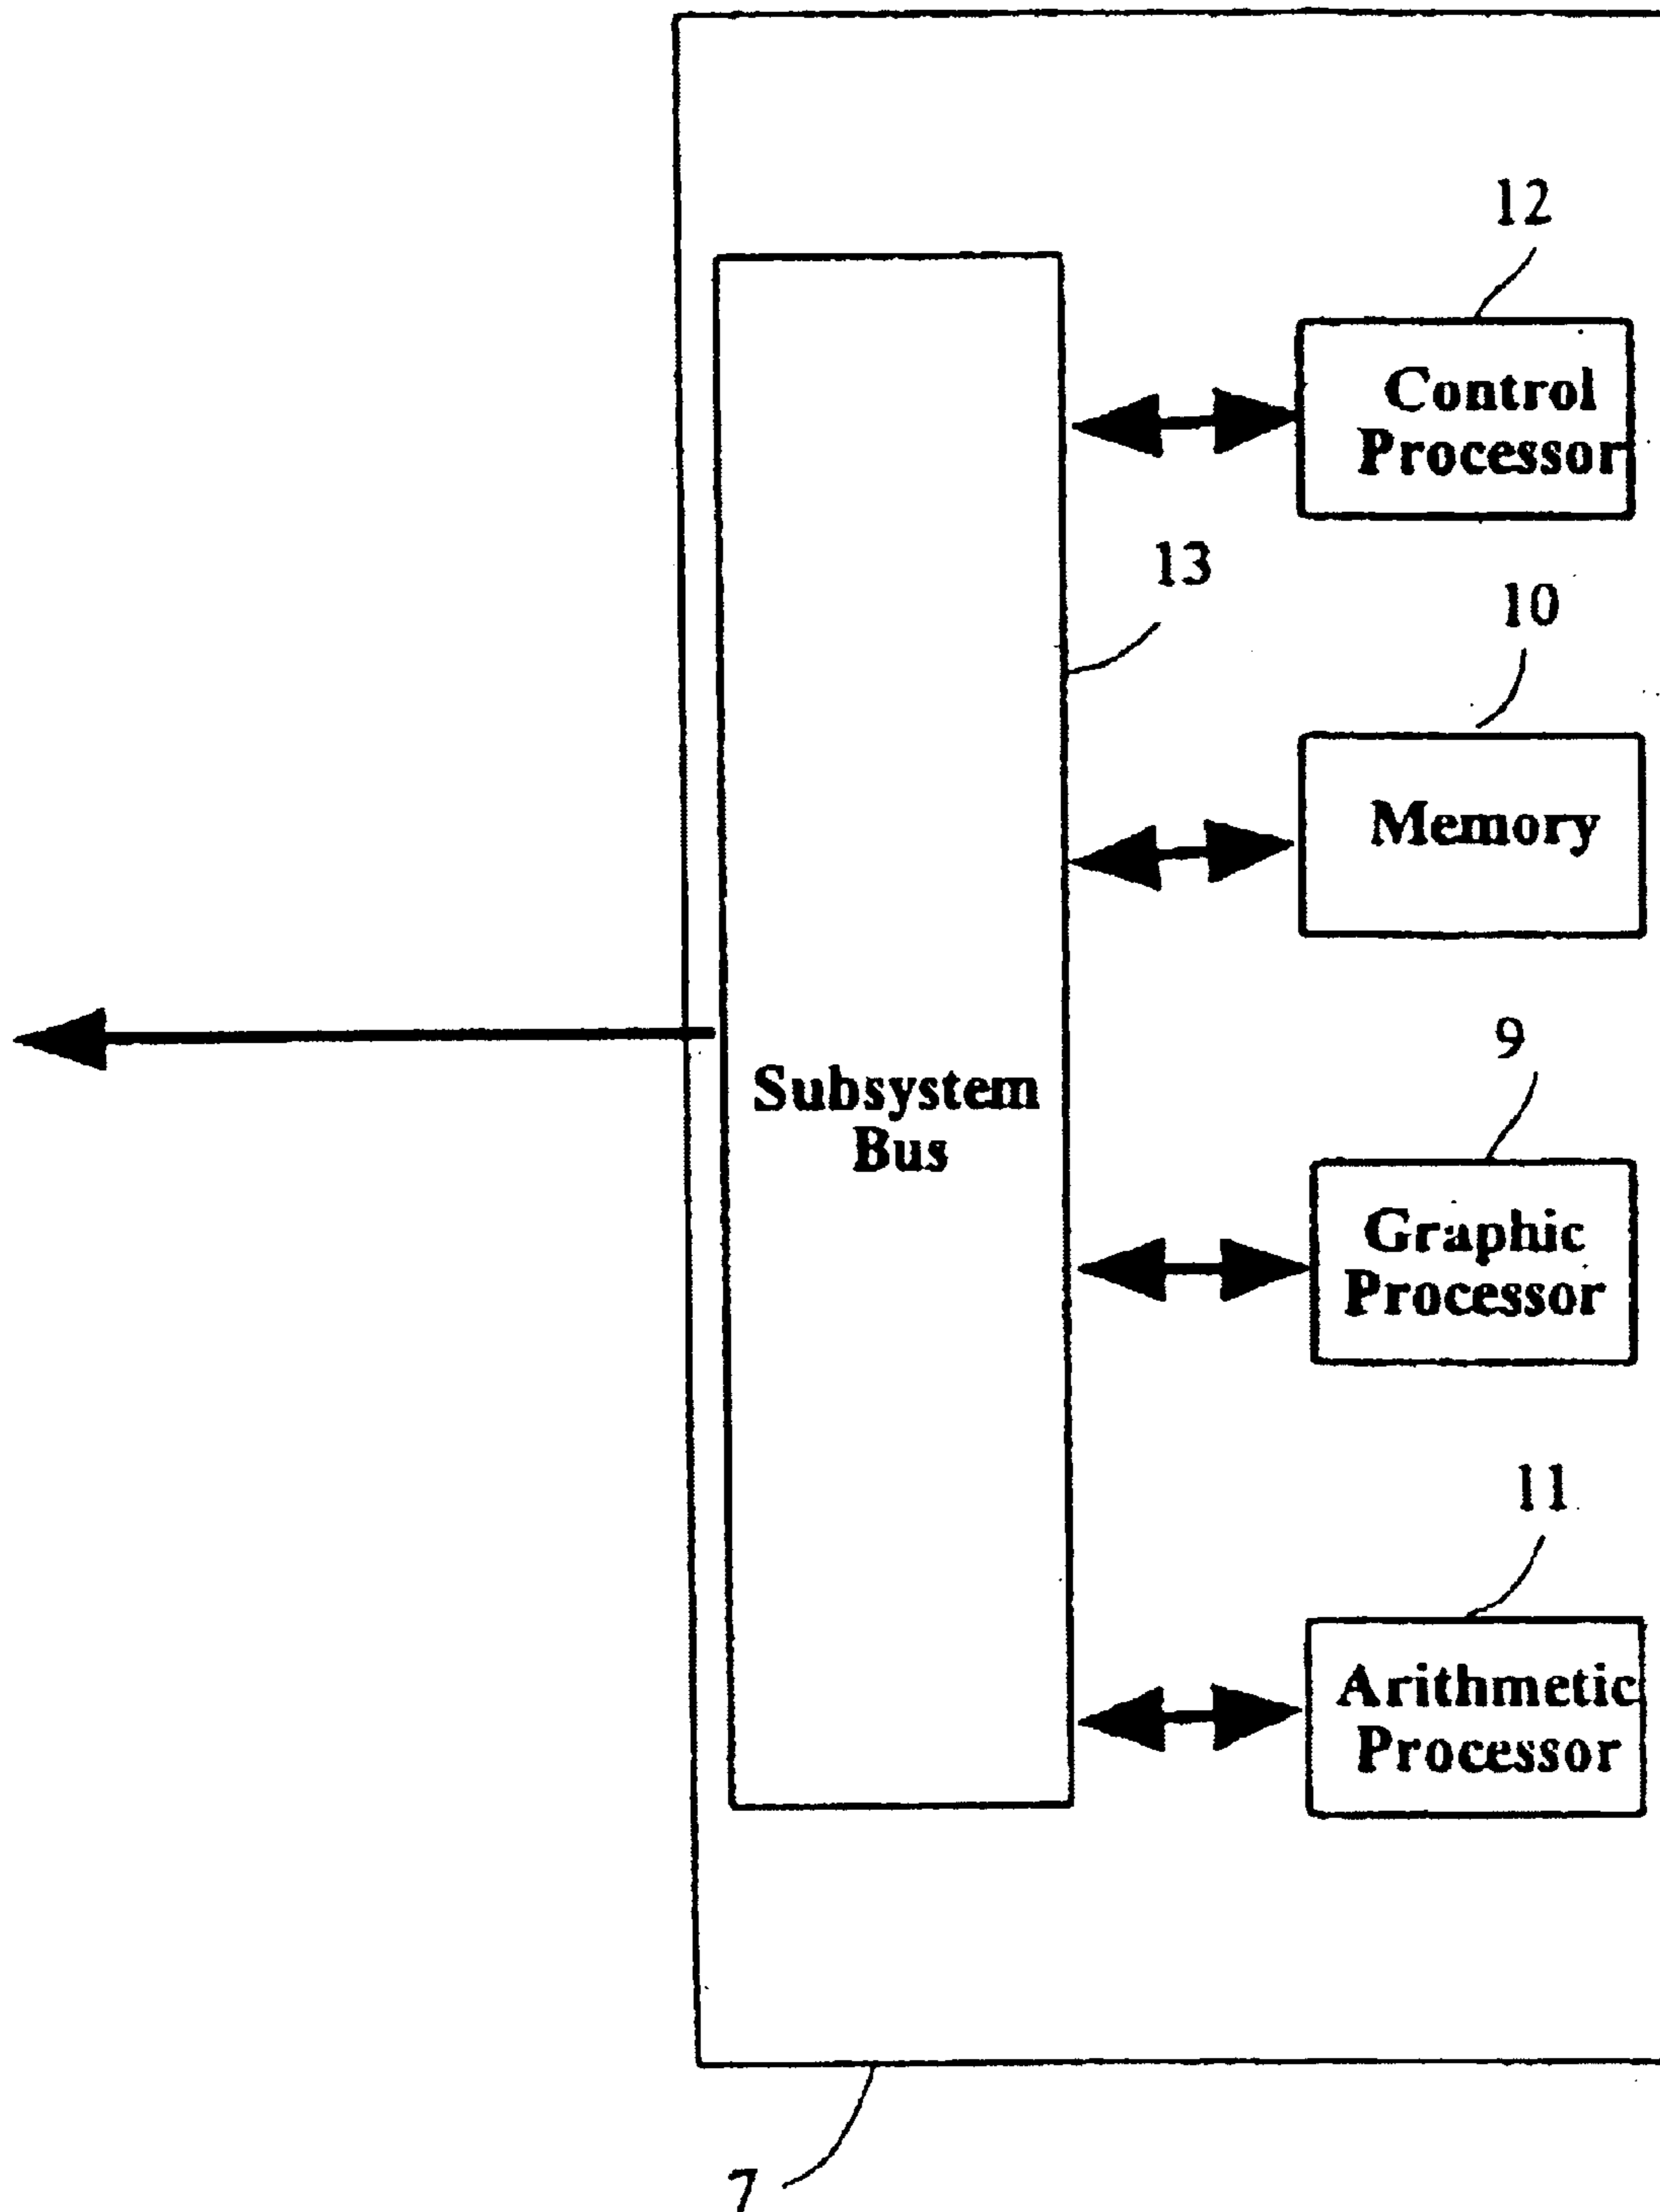 12
Control
Processor
13
10
Memory
9
Subsystem
Bus
Graphic
Processor
11
Arithmetic
Processor
7